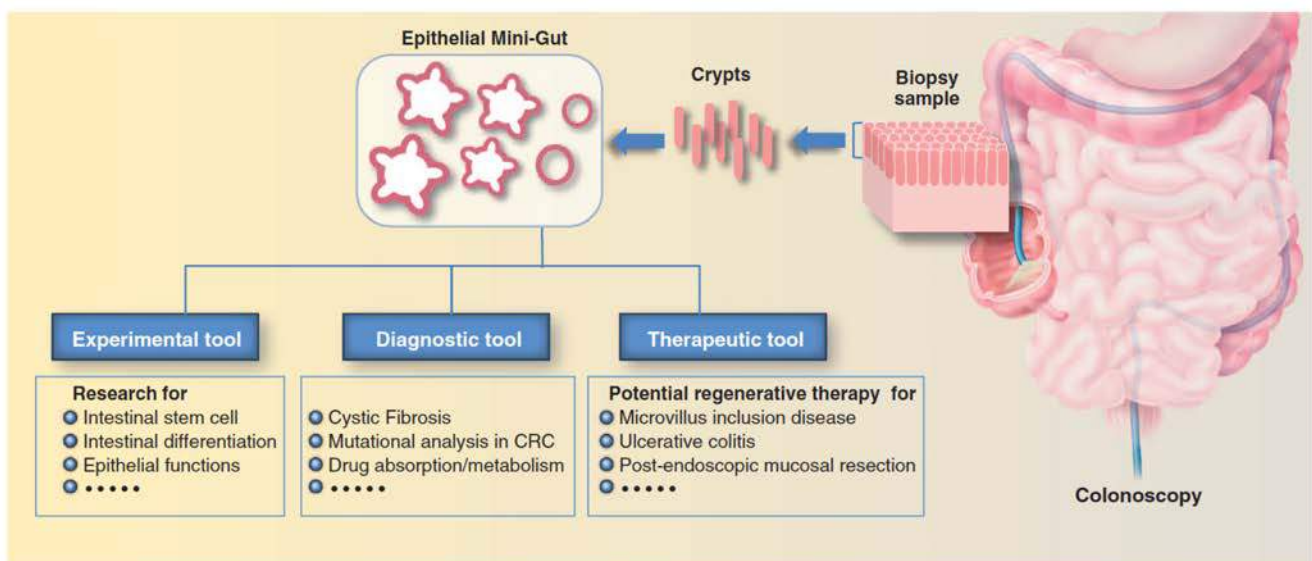 Epithelial Mini-Gut
Crypts
Biopsy
sample
Experimental tool
Diagnostic tool
Therapeutic tool
Research for
Intestinal stem cell
Intestinal differentiation
Epithelial functions
•••••
Cystic Fibrosis
Mutational analysis in CRC
Drug absorption/metabolism
•••••
Potential regenerative therapy for
Microvillus inclusion disease
Ulcerative colitis
Post-endoscopic mucosal resection
•••••
Colonoscopy